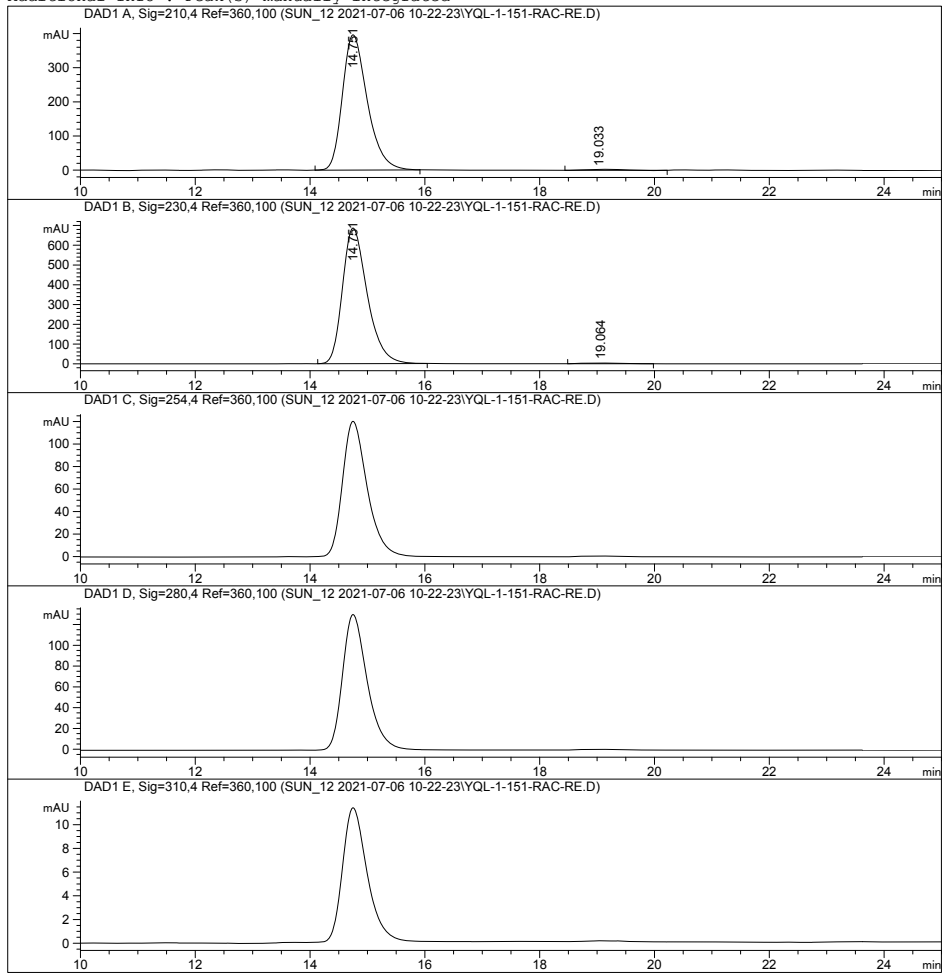 DAD1 A, Sig=210,4 Ref=360,100 (SUN_12 2021-07-06 10-22-23\YQL-1-151-RAC-RE.D)
mAU
14.751
300
200
19.033
100
0
10 12 14 16 18 20 22 24 min
DAD1 B, Sig=230,4 Ref=360,100 (SUN_12 2021-07-06 10-22-23\YQL-1-151-RAC-RE.D)
mAU
14.751
600
500
400
300
200
19.064
100
0
10 12 14 16 18 20 22 24 min
DAD1 C, Sig=254,4 Ref=360,100 (SUN_12 2021-07-06 10-22-23\YQL-1-151-RAC-RE.D)
mAU
100
80
60
40
20
0
10 12 14 16 18 20 22 24 min
DAD1 D, Sig=280,4 Ref=360,100 (SUN_12 2021-07-06 10-22-23\YQL-1-151-RAC-RE.D)
mAU
100
80
60
40
20
0
10 12 14 16 18 20 22 24 min
DAD1 E, Sig=310,4 Ref=360,100 (SUN_12 2021-07-06 10-22-23\YQL-1-151-RAC-RE.D)
mAU
10
8
6
4
2
0
10 12 14 16 18 20 22 24 min